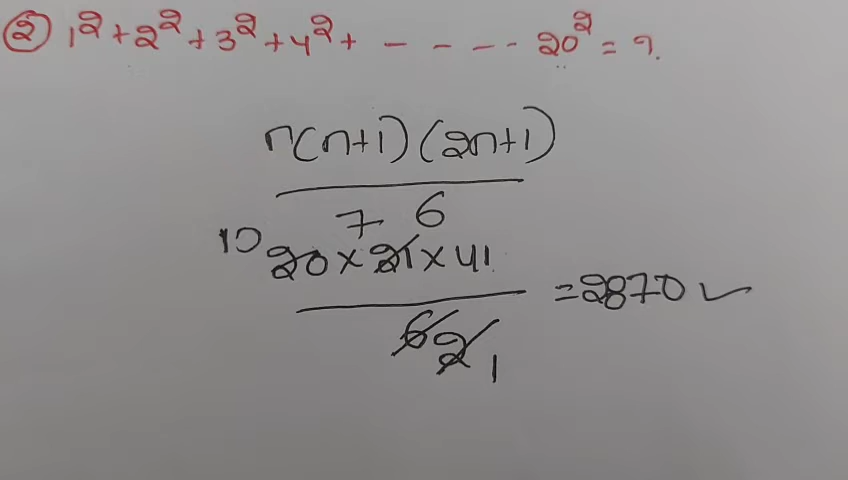 ② 1² + 2² + 3² + 4² + - - - - - 20² = ?
n(n+1)(2n+1)
6
7
10
20 × 21 × 41
= 2870 ✓
6 2 1